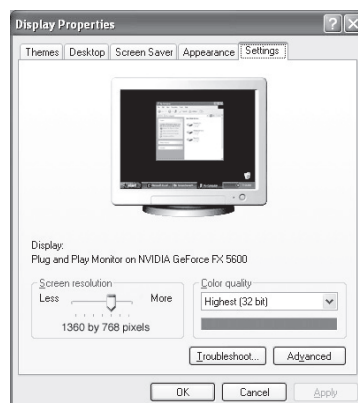 Display Properties
Themes Desktop Screen Saver Appearance Settings
Display:
Plug and Play Monitor on NVIDIA GeForce FX 5600
Screen resolution
Less More
1360 by 768 pixels
Color quality
Highest (32 bit)
Troubleshoot... Advanced
OK Cancel Apply